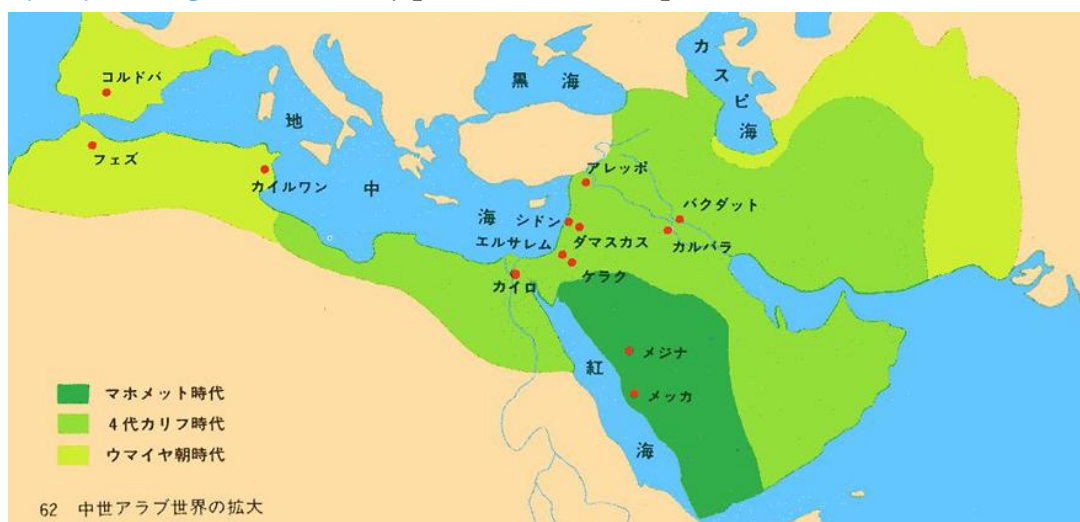 コルドバ
フェズ
カイルワン
地中海
黒海
カスピ海
アレッポ
シドン
ダマスカス
エルサレム
ケラク
カイロ
バクダット
カルバラ
紅海
メジナ
メッカ
マホメット時代
4代カリフ時代
ウマイヤ朝時代
62 中世アラブ世界の拡大